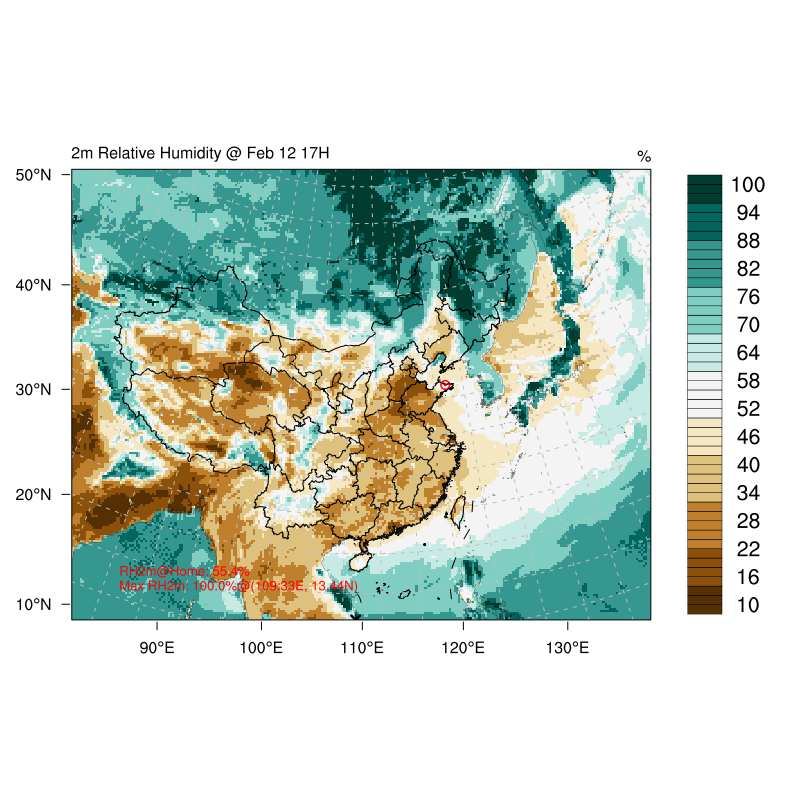 2m Relative Humidity @ Feb 12 17H
%
50°N
40°N
30°N
20°N
10°N
90°E
100°E
110°E
120°E
130°E
100
94
88
82
76
70
64
58
52
46
40
34
28
22
16
10
RH2m@Home: 55.4%
Max RH2m: 100.0%@(109.33E, 13.44N)